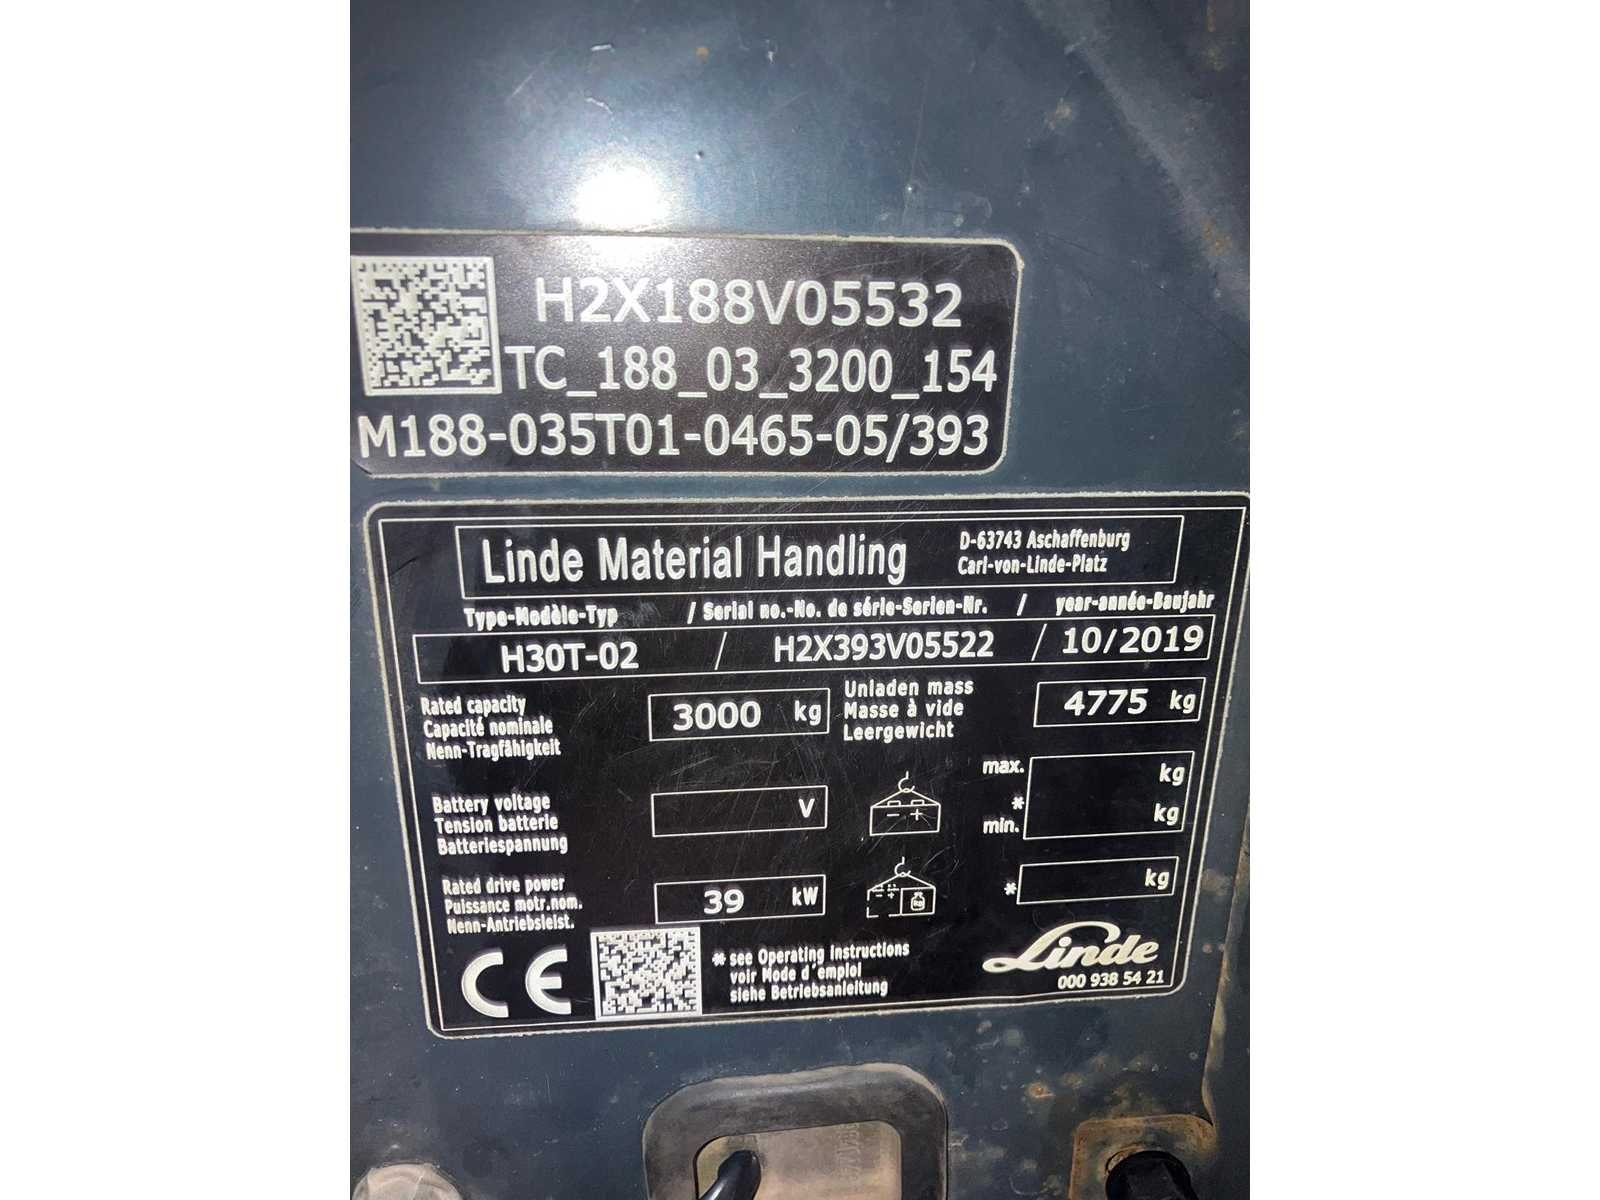 H2X188V05532
TC_188_03_3200_154
M188-035T01-0465-05/393
Linde Material Handling
D-63743 Aschaffenburg
Carl-von-Linde-Platz
Type-Modèle-Typ / Serial no.-No. de série-Serien-Nr. / year-année-Baujahr
H30T-02 / H2X393V05522 / 10/2019
Rated capacity
Capacité nominale
Nenn-Tragfähigkeit
3000 kg
Unladen mass
Masse à vide
Leergewicht
4775 kg
Battery voltage
Tension batterie
Batteriespannung
V
max. kg
*
min. kg
Rated drive power
Puissance motr.nom.
Nenn-Antriebsleist.
39 kW
kg
* kg
CE
* see Operating instructions
voir Mode d'emploi
siehe Betriebsanleitung
Linde
000 938 54 21